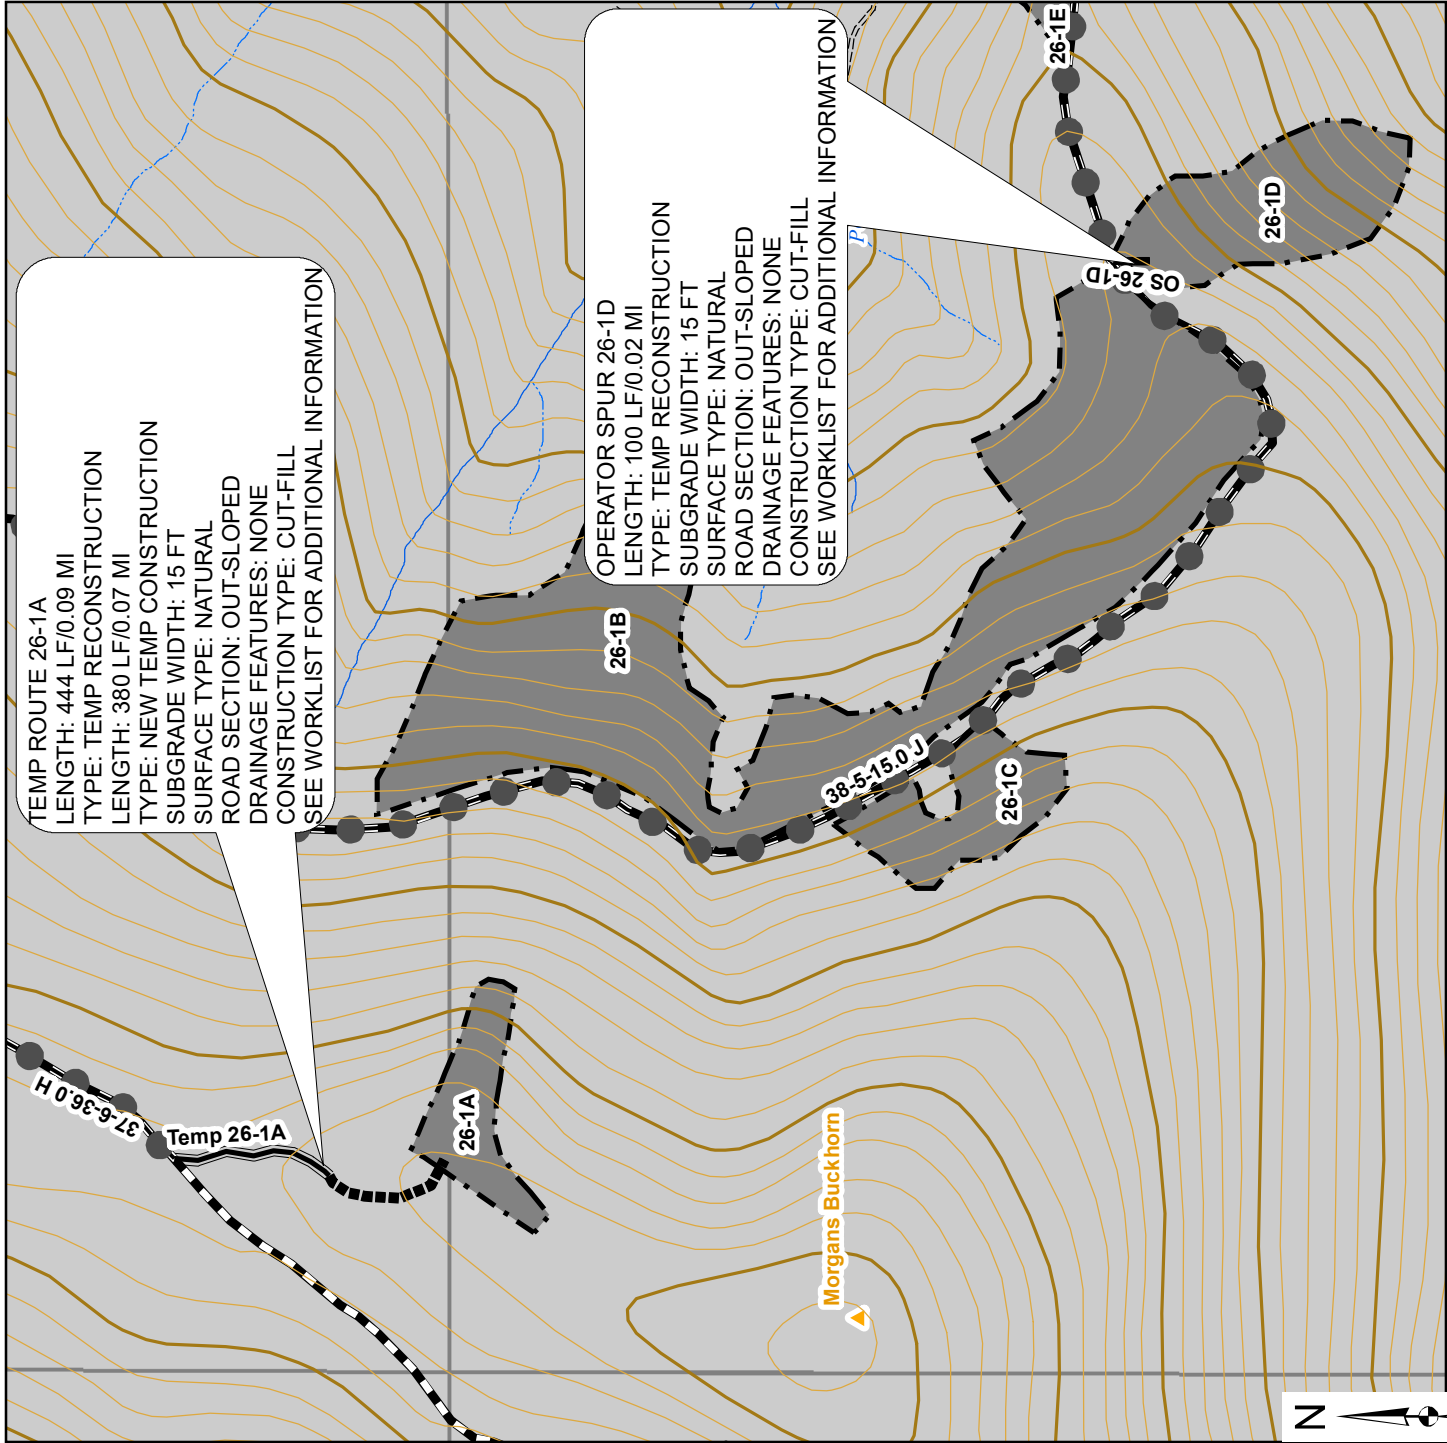 TEMP ROUTE 26-1A
LENGTH: 444 LF/0.09 MI
TYPE: TEMP RECONSTRUCTION
LENGTH: 380 LF/0.07 MI
TYPE: NEW TEMP CONSTRUCTION
SUBGRADE WIDTH: 15 FT
SURFACE TYPE: NATURAL
ROAD SECTION: OUT-SLOPED
DRAINAGE FEATURES: NONE
CONSTRUCTION TYPE: CUT-FILL
SEE WORKLIST FOR ADDITIONAL INFORMATION
OPERATOR SPUR 26-1D
LENGTH: 100 LF/0.02 MI
TYPE: TEMP RECONSTRUCTION
SUBGRADE WIDTH: 15 FT
SURFACE TYPE: NATURAL
ROAD SECTION: OUT-SLOPED
DRAINAGE FEATURES: NONE
CONSTRUCTION TYPE: CUT-FILL
SEE WORKLIST FOR ADDITIONAL INFORMATION
37-6-36.0 H
Temp 26-1A
26-1A
26-1B
38-5-15.0 J
26-1C
OS 26-1D
26-1D
26-1E
P
Morgans Buckhorn
N